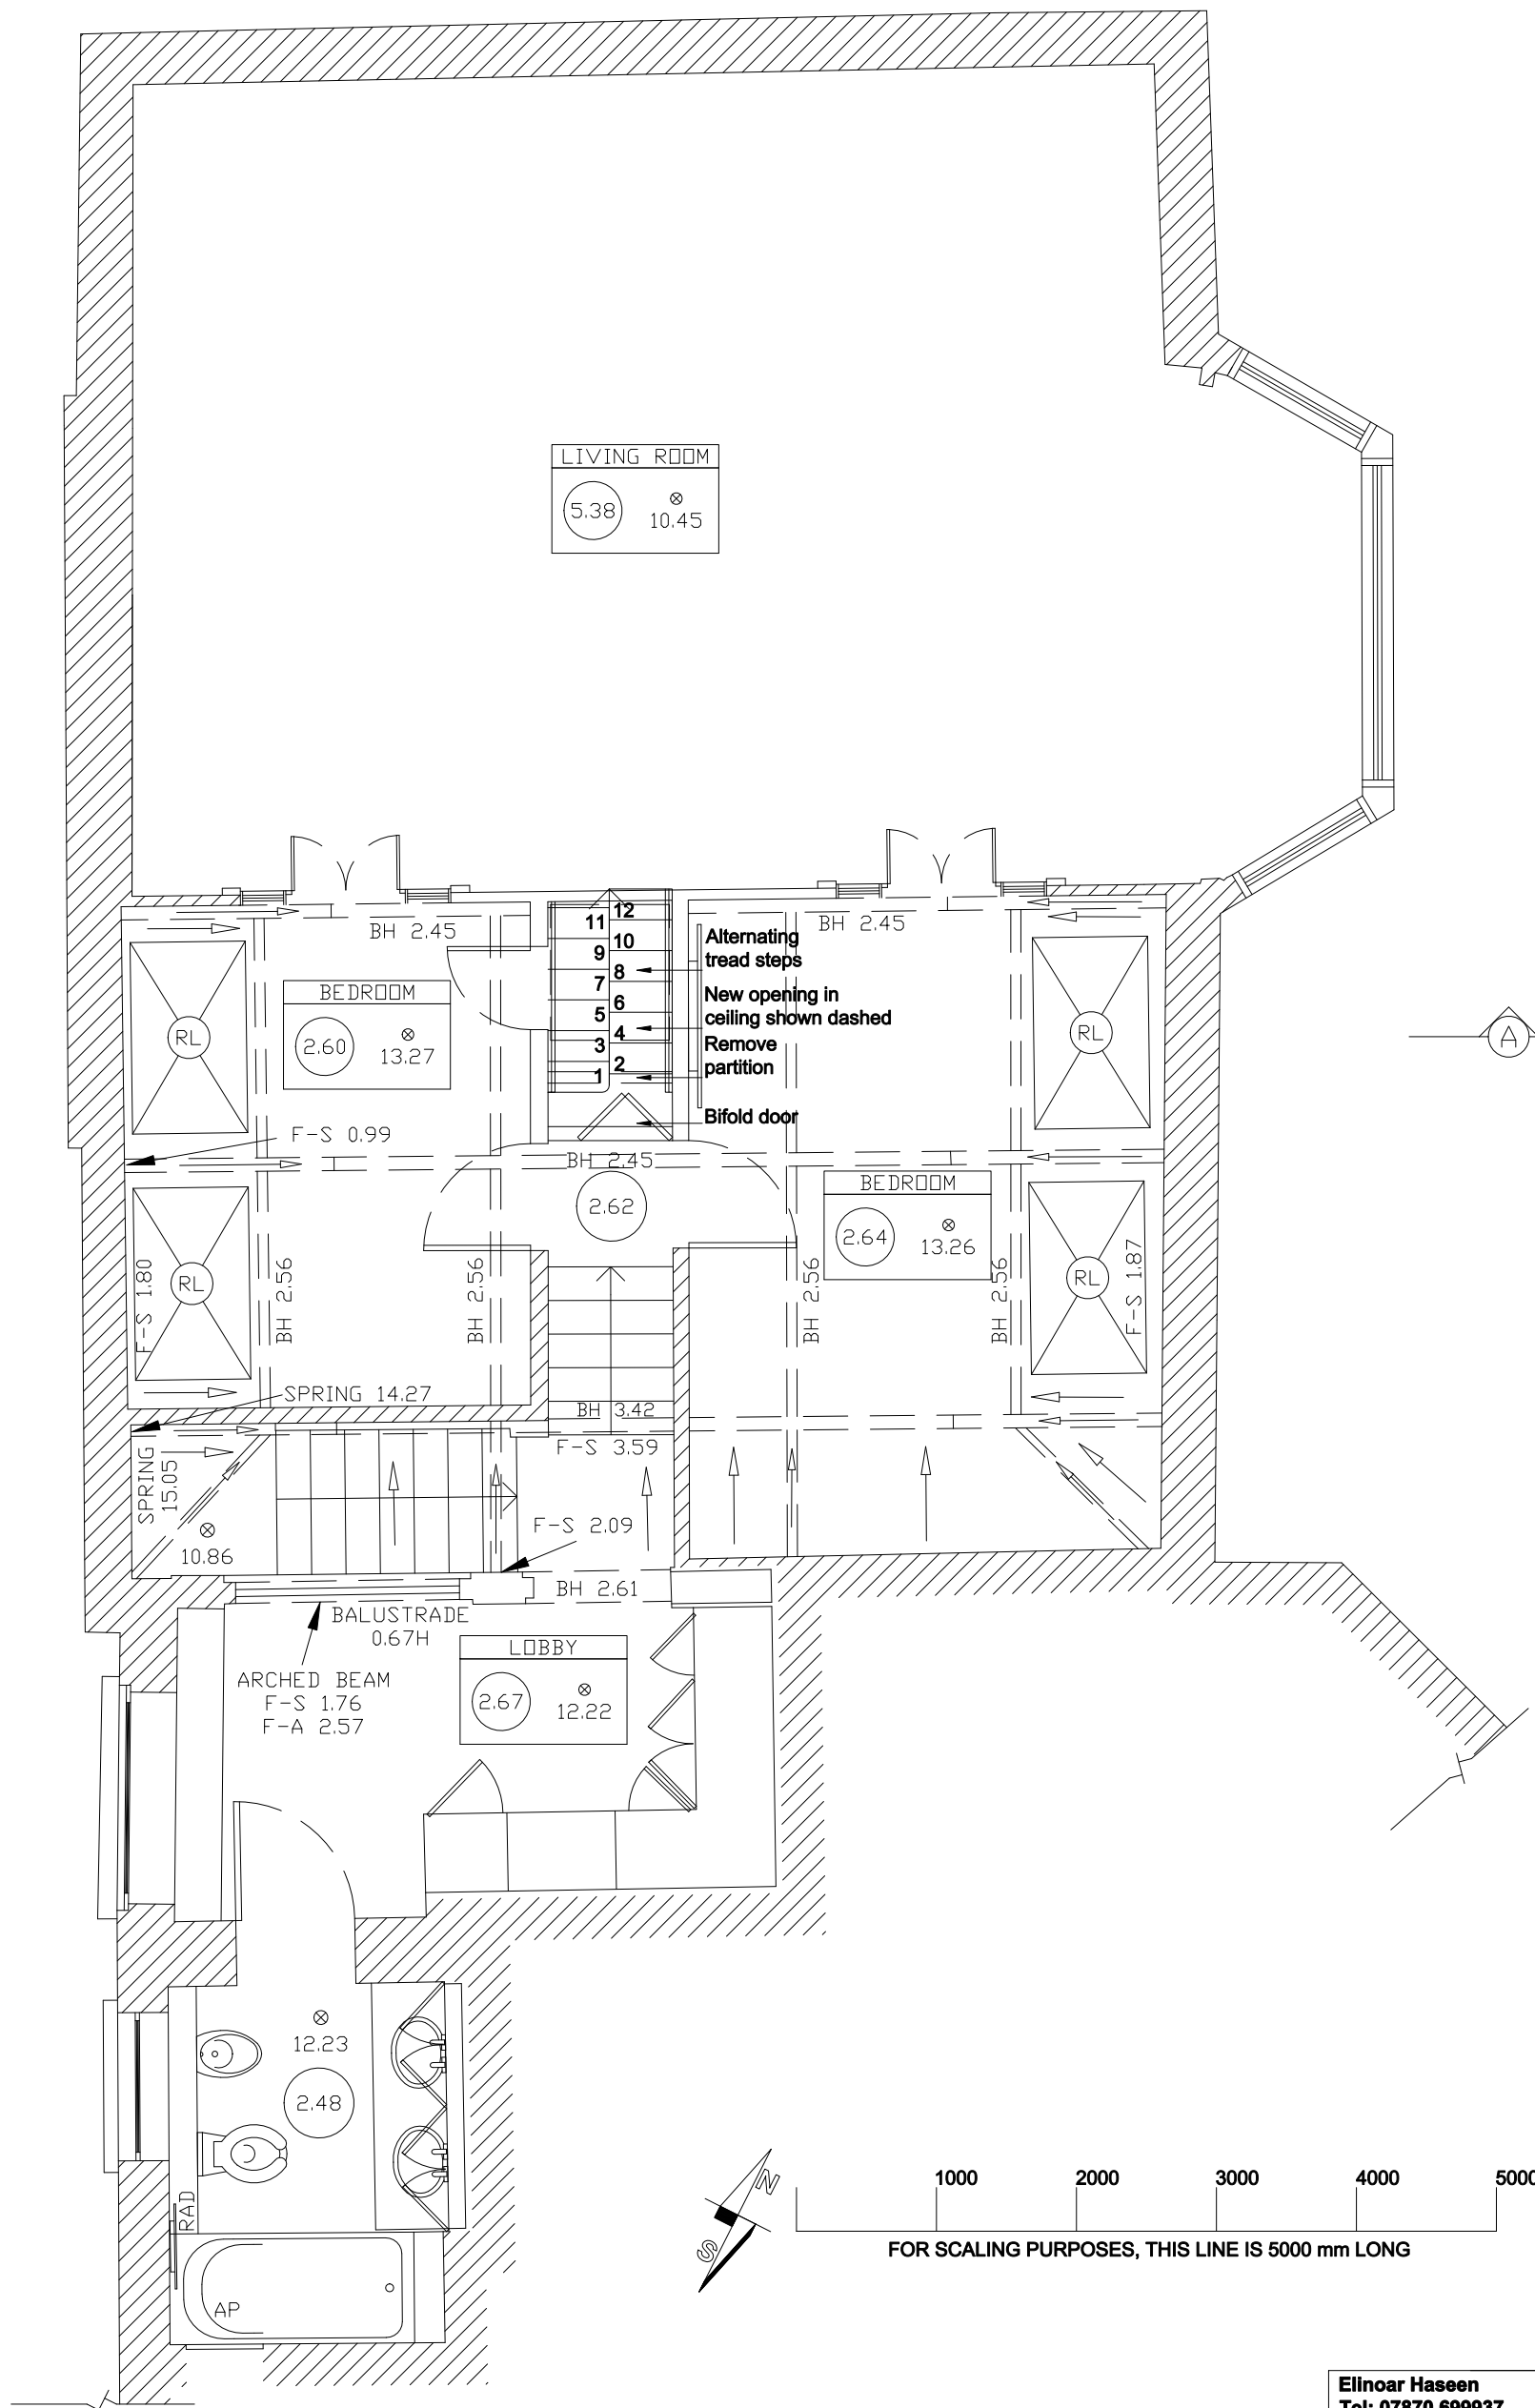 LIVING ROOM
5.38
10.45
BH 2.45
11
12
9
10
7
8
5
6
3
4
1
2
Alternating
tread steps
New opening in
ceiling shown dashed
Remove
partition
Bifold door
BH 2.45
BEDROOM
2.60
13.27
RL
RL
A
F-S 0.99
BH 2.45
2.62
BEDROOM
2.64
13.26
RL
RL
F-S 1.80
BH 2.56
BH 2.56
BH 2.56
BH 2.56
F-S 1.87
SPRING 14.27
BH 3.42
F-S 3.59
SPRING
15.05
10.86
F-S 2.09
BH 2.61
BALUSTRADE
0.67H
LOBBY
2.67
12.22
ARCHED BEAM
F-S 1.76
F-A 2.57
12.23
2.48
RAD
AP
N
S
1000
2000
3000
4000
5000
FOR SCALING PURPOSES, THIS LINE IS 5000 mm LONG
Elinoar Haseen
Tel: 07870 699937